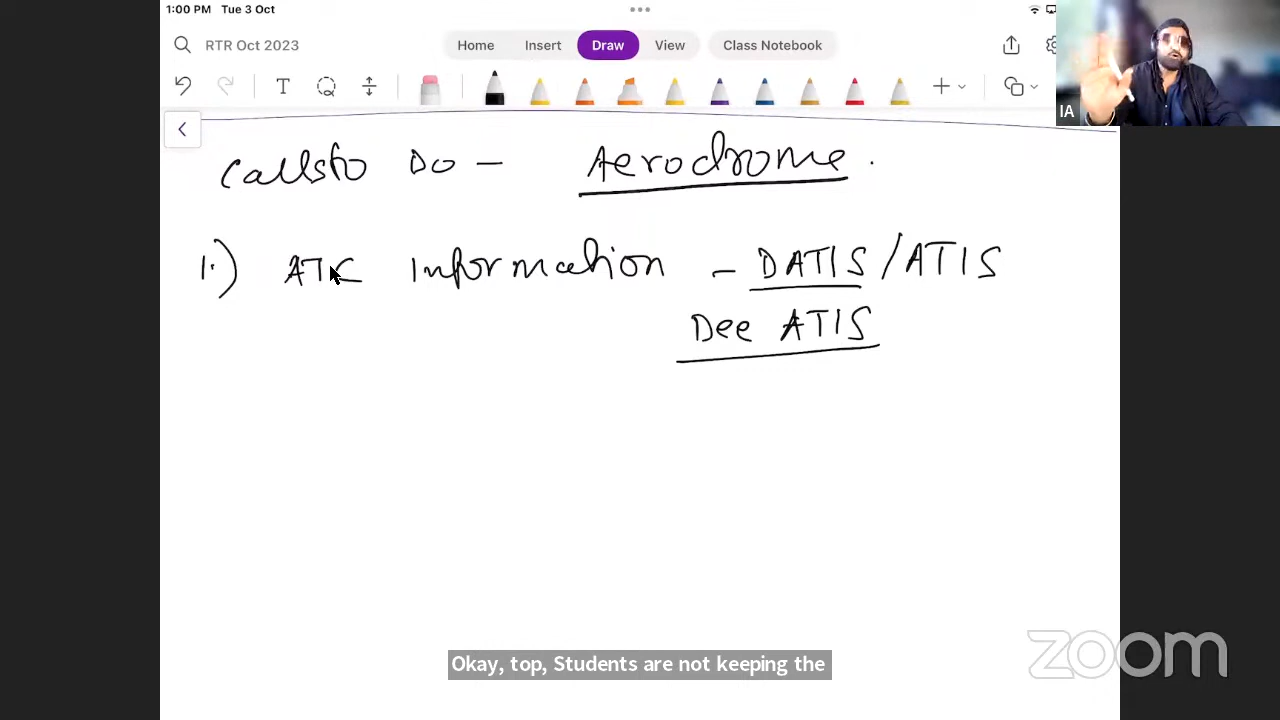 1:00 PM Tue 3 Oct
RTR Oct 2023
Home Insert Draw View Class Notebook
IA
Callsto Do - Aerodrome.
1.) ATC Information - DATIS/ATIS
Dee ATIS
Okay, top, Students are not keeping the
zoom